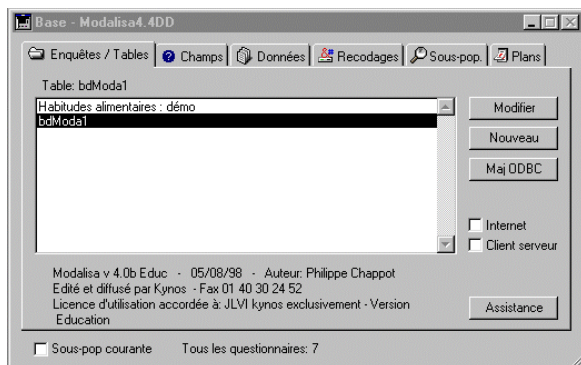 Base - Modalisa4.4DD
Enquêtes / Tables Champs Données Recodages Sous-pop. Plans
Table: bdModa1
Habitudes alimentaires : démo
bdModa1
Modifier
Nouveau
Maj ODBC
Internet
Client serveur
Modalisa v 4.0b Educ - 05/08/98 - Auteur: Philippe Chappot
Edité et diffusé par Kynos - Fax 01 40 30 24 52
Licence d'utilisation accordée à: JLVI kynos exclusivement - Version
Education
Assistance
Sous-pop courante Tous les questionnaires: 7